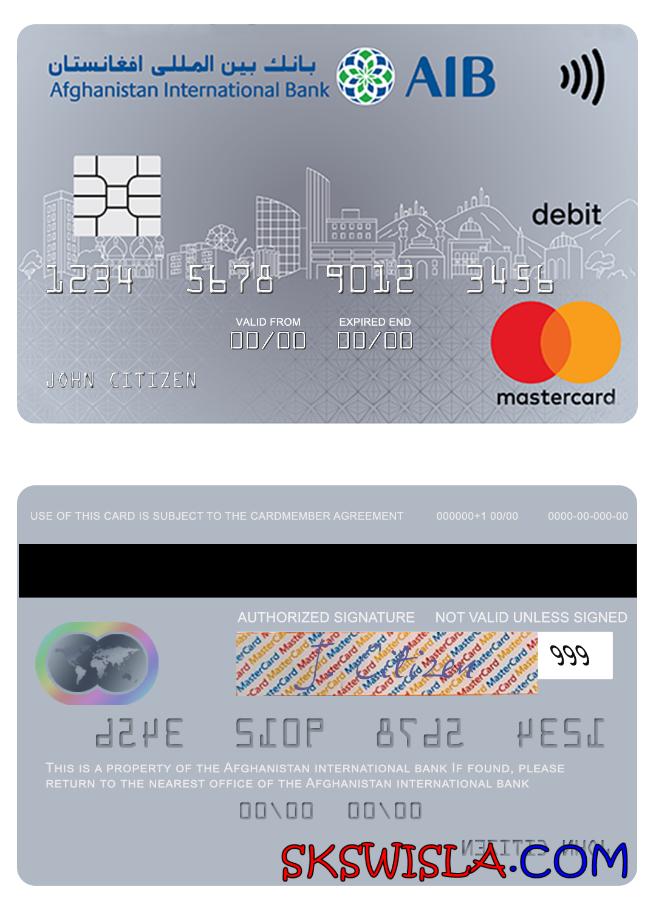 بانك بين المللى افغانستان
Afghanistan International Bank
AIB
debit
1234 5678 9012 3456
VALID FROM EXPIRED END
00/00 00/00
JOHN CITIZEN
mastercard
USE OF THIS CARD IS SUBJECT TO THE CARDMEMBER AGREEMENT 000000+1 00/00 0000-00-000-00
AUTHORIZED SIGNATURE NOT VALID UNLESS SIGNED
J Citizen 999
3456 9012 5678 1234
THIS IS A PROPERTY OF THE AFGHANISTAN INTERNATIONAL BANK IF FOUND, PLEASE
RETURN TO THE NEAREST OFFICE OF THE AFGHANISTAN INTERNATIONAL BANK
00/00 00/00
JOHN CITIZEN
SKSWISLA.COM